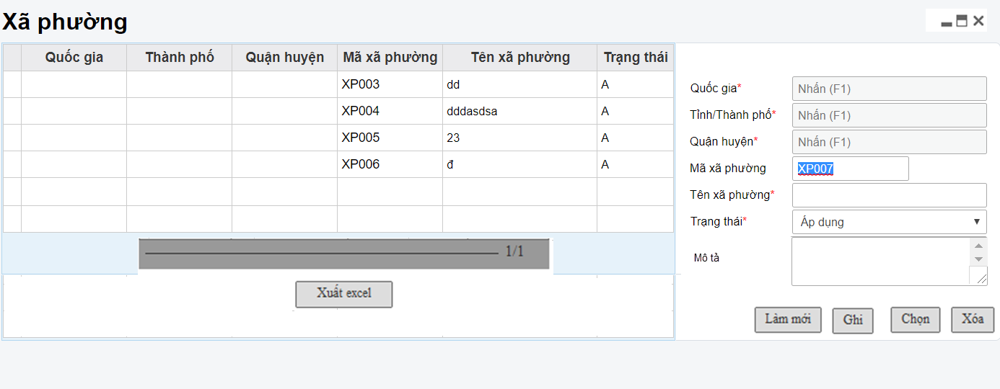 Xã phường
Quốc gia Thành phố Quận huyện Mã xã phường Tên xã phường Trạng thái
XP003 dd A
XP004 dddasdsa A
XP005 23 A
XP006 đ A
1/1
Xuất excel
Quốc gia* Nhấn (F1)
Tỉnh/Thành phố* Nhấn (F1)
Quận huyện* Nhấn (F1)
Mã xã phường XP007
Tên xã phường*
Trạng thái* Áp dụng
Mô tả
Làm mới Ghi Chọn Xóa